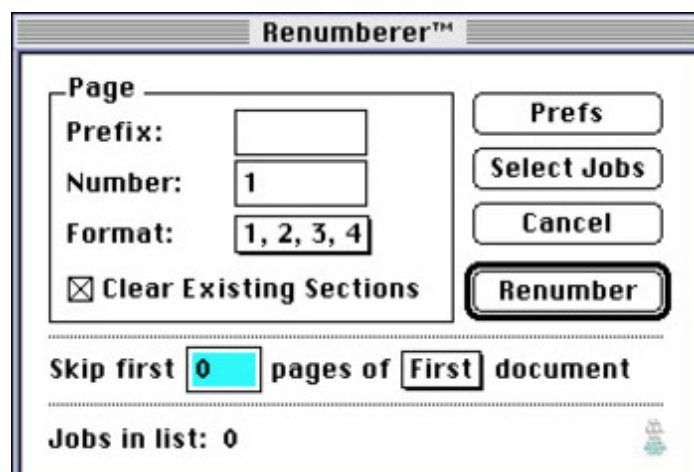 Renumberer™
Page
Prefix:
Number: 1
Format: 1, 2, 3, 4
Clear Existing Sections
Prefs
Select Jobs
Cancel
Renumber
Skip first 0 pages of First document
Jobs in list: 0